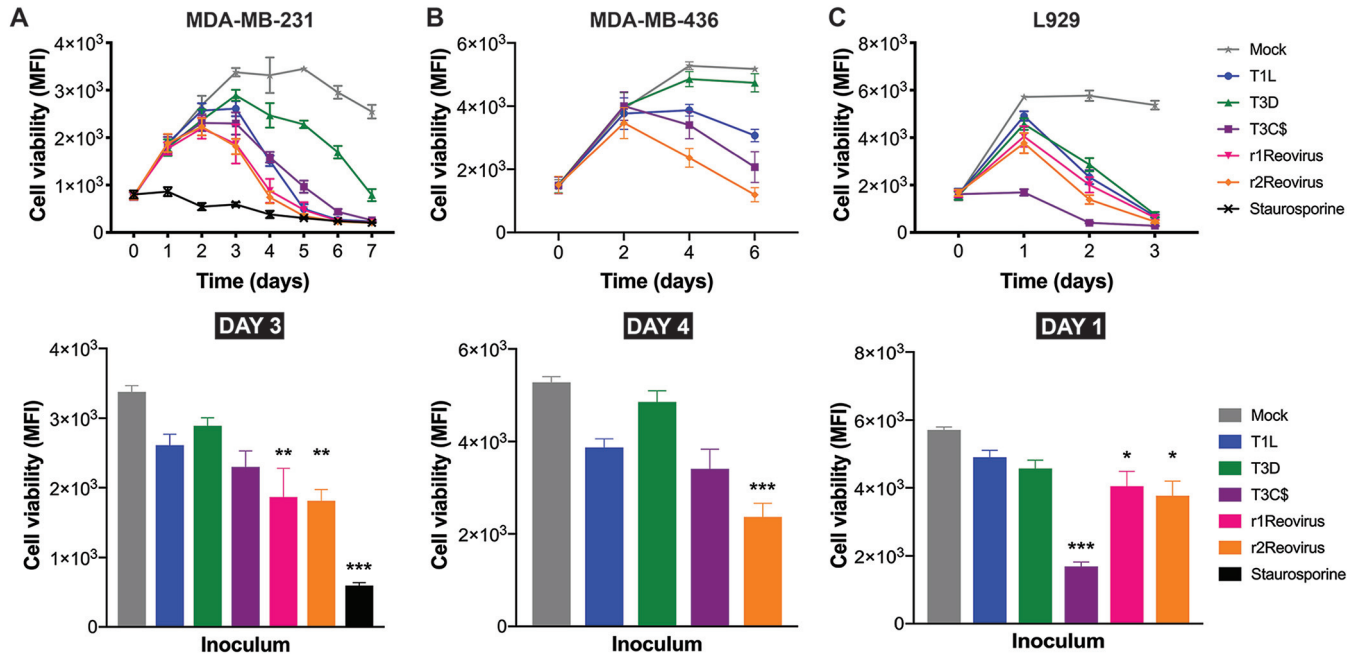 A
MDA-MB-231
Cell viability (MFI)
4×10³
3×10³
2×10³
1×10³
0
0 1 2 3 4 5 6 7
Time (days)
B
MDA-MB-436
Cell viability (MFI)
6×10³
4×10³
2×10³
0
0 2 4 6
Time (days)
C
L929
Cell viability (MFI)
8×10³
6×10³
4×10³
2×10³
0
0 1 2 3
Time (days)
Mock
T1L
T3D
T3C$
r1Reovirus
r2Reovirus
Staurosporine
DAY 3
Cell viability (MFI)
4×10³
3×10³
2×10³
1×10³
0
** ** ***
Inoculum
DAY 4
Cell viability (MFI)
6×10³
4×10³
2×10³
0
***
Inoculum
DAY 1
Cell viability (MFI)
8×10³
6×10³
4×10³
2×10³
0
*** * *
Inoculum
Mock
T1L
T3D
T3C$
r1Reovirus
r2Reovirus
Staurosporine